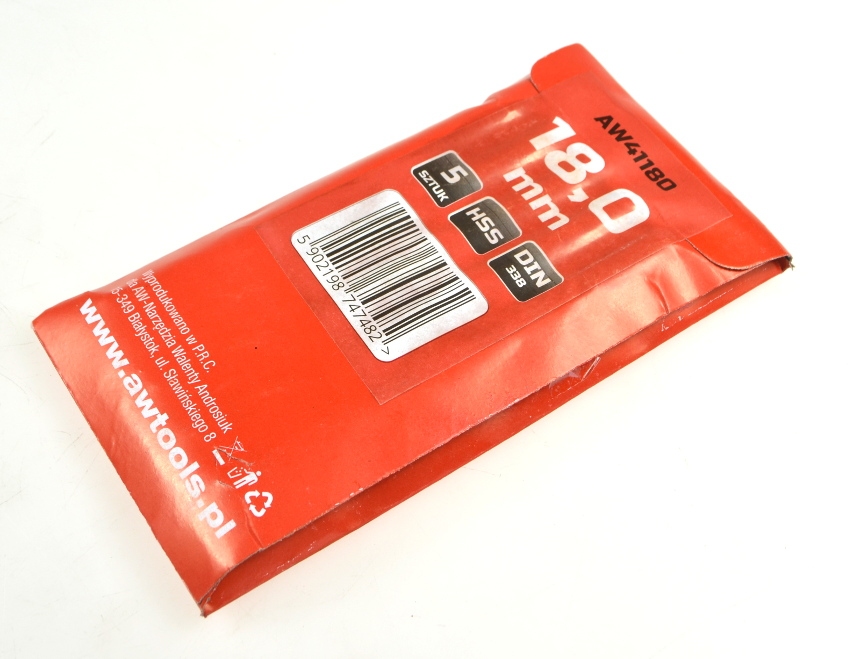 AW41180
18,0
mm
5
SZTUK
HSS
DIN
338
5 902198 747482 >
Wyprodukowano w P.R.C.
dla AW-Narzędzia Walenty Androsiuk
15-349 Białystok, ul. Sławińskiego 8
www.awtools.pl